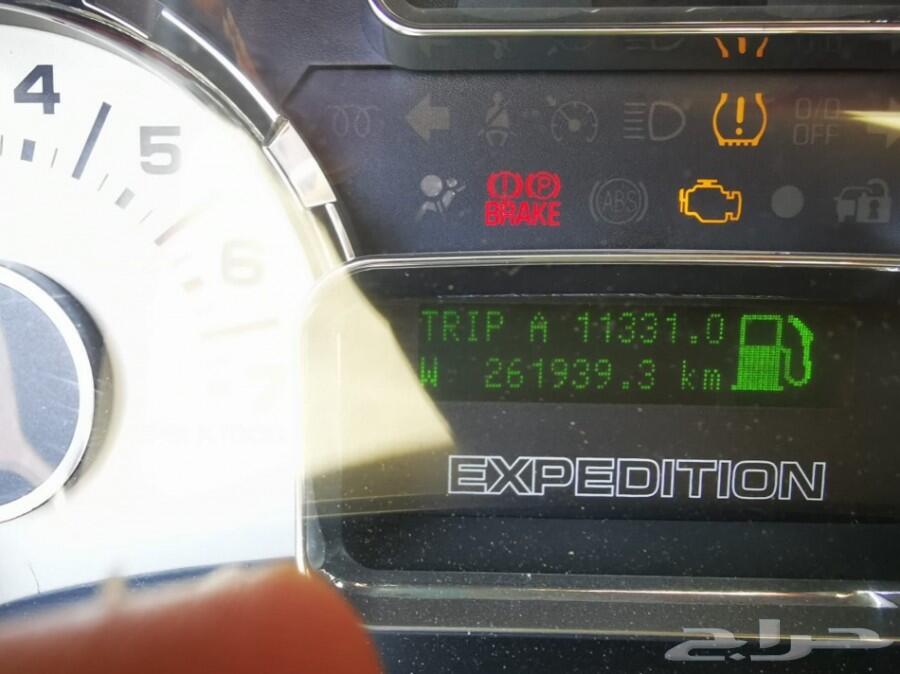 4
5
6
O/D
OFF
BRAKE
ABS
TRIP A 11331.0
W 261939.3 km
EXPEDITION
حراج